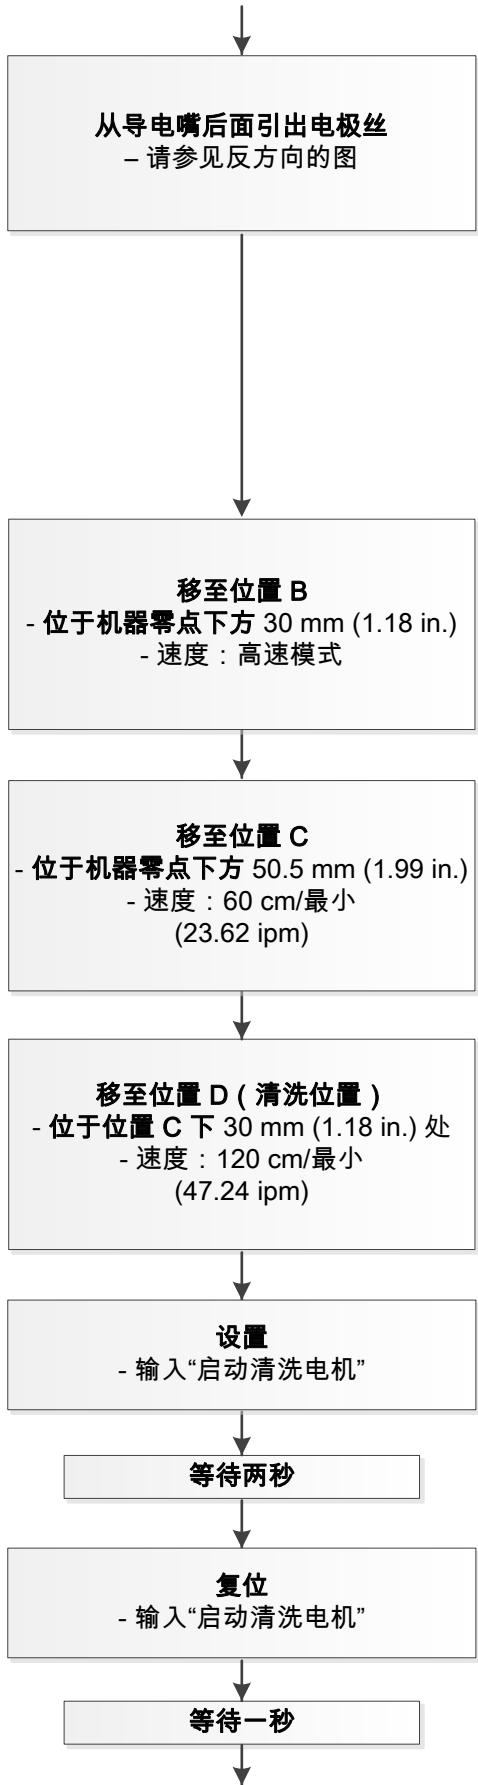 从导电嘴后面引出电极丝
– 请参见反方向的图
移至位置 B
- 位于机器零点下方 30 mm (1.18 in.)
- 速度：高速模式
移至位置 C
- 位于机器零点下方 50.5 mm (1.99 in.)
- 速度：60 cm/最小
(23.62 ipm)
移至位置 D（清洗位置）
- 位于位置 C 下 30 mm (1.18 in.) 处
- 速度：120 cm/最小
(47.24 ipm)
设置
- 输入“启动清洗电机”
等待两秒
复位
- 输入“启动清洗电机”
等待一秒